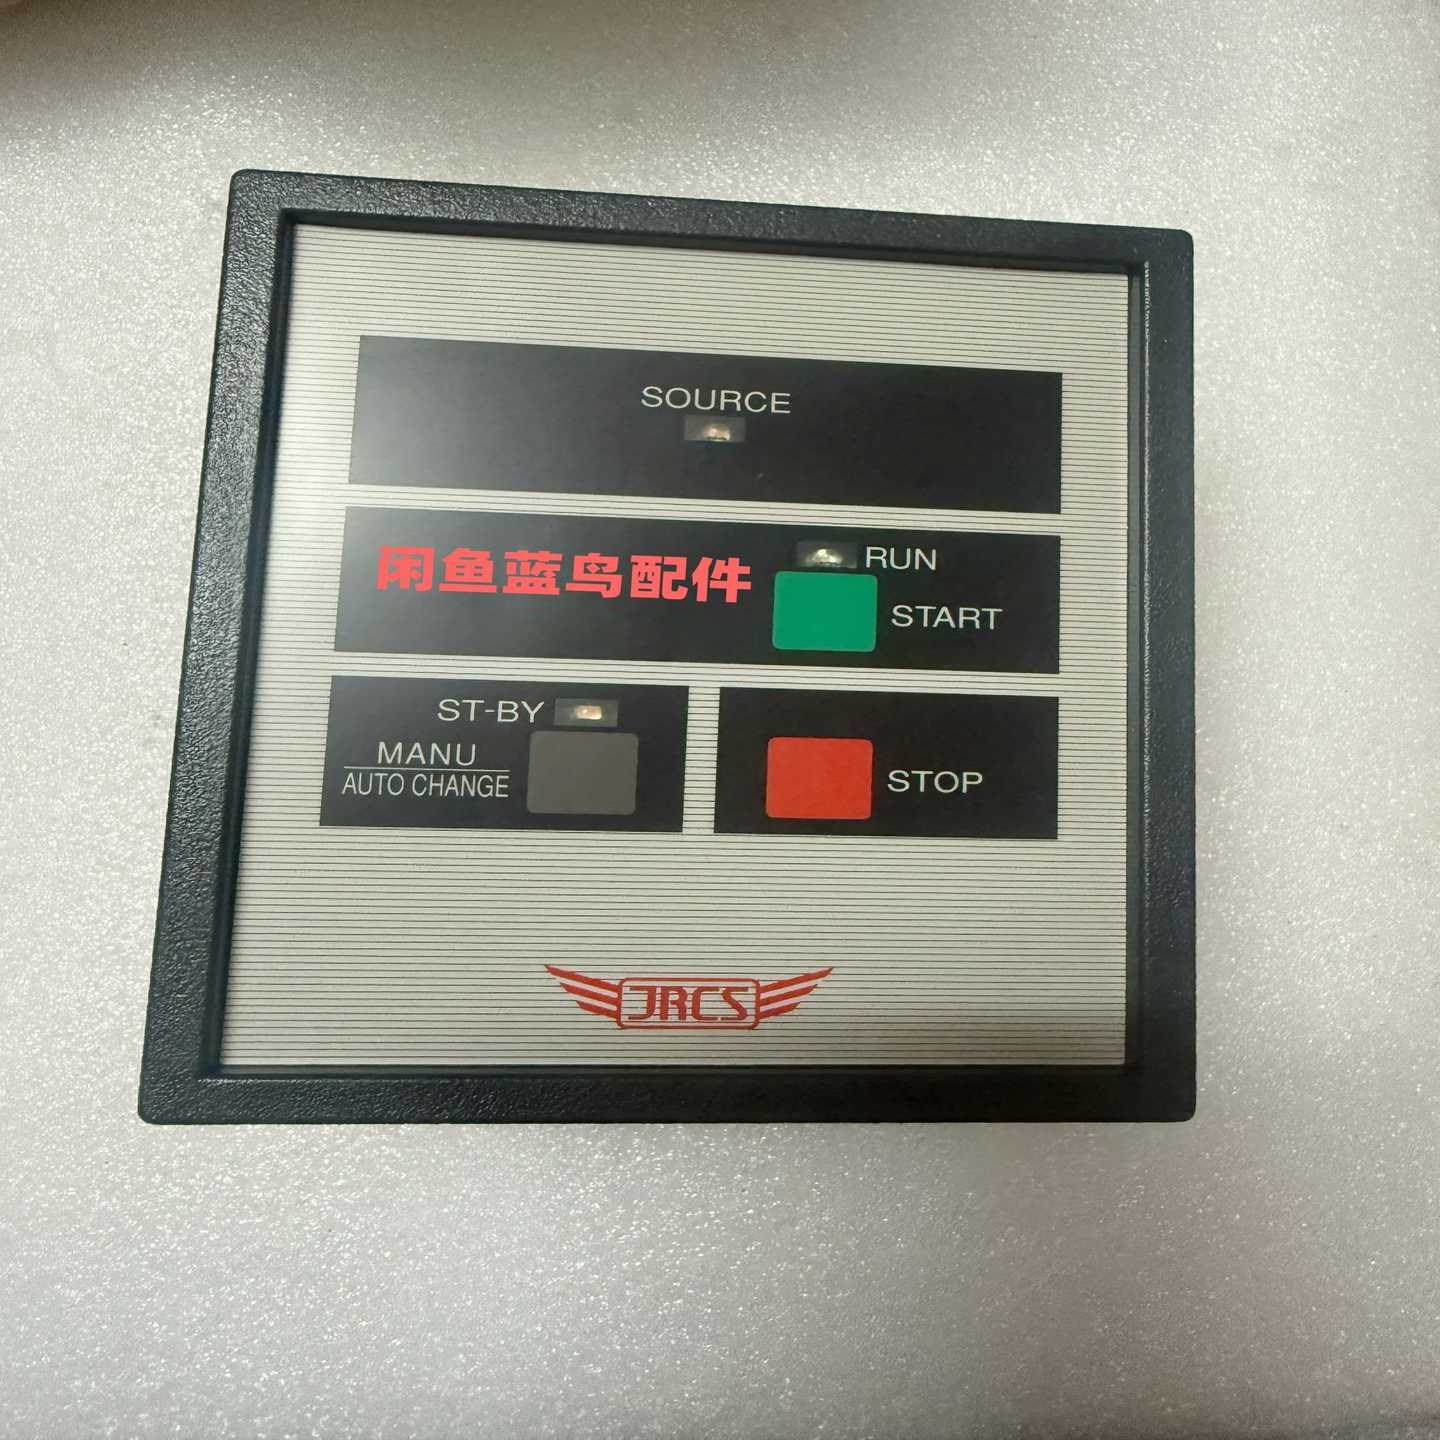 SOURCE
闲鱼蓝鸟配件
RUN
START
ST-BY
MANU
AUTO CHANGE
STOP
JRCS